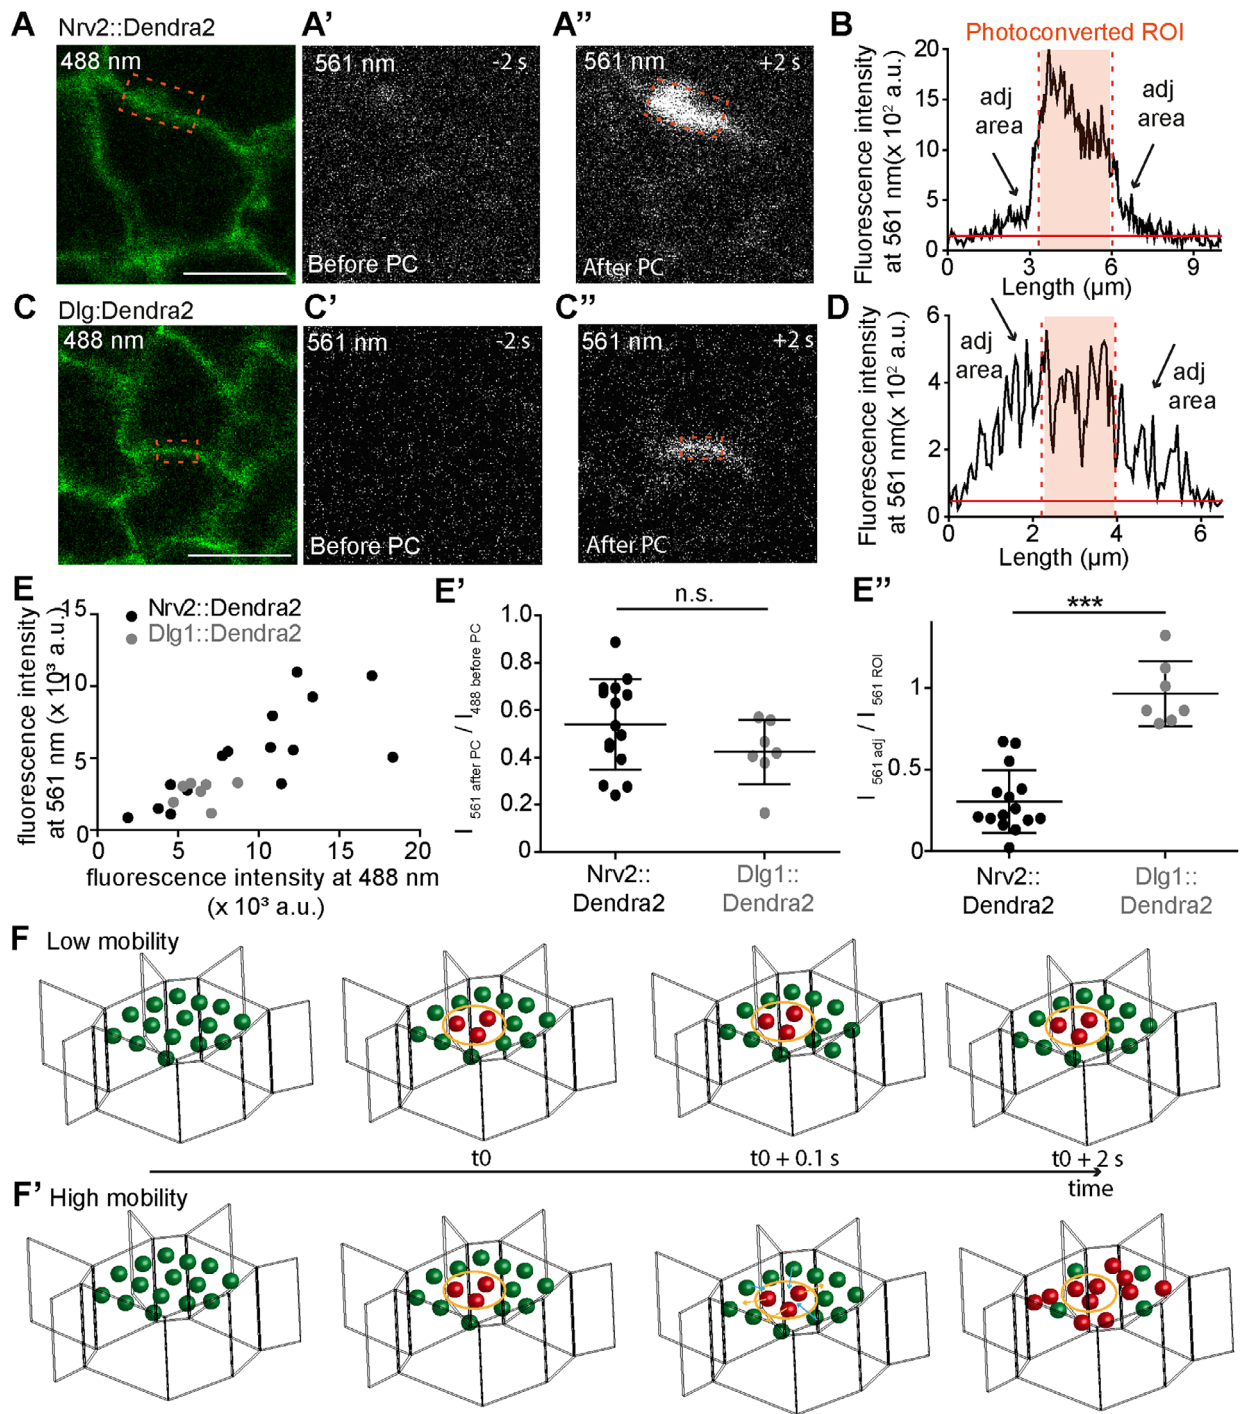 A Nrv2::Dendra2
488 nm
A'
561 nm
-2 s
Before PC
A"
561 nm
+2 s
After PC
B
Photoconverted ROI
Fluorescence intensity
at 561 nm(x 10² a.u.)
20
15
10
5
0
adj
area
adj
area
0 3 6 9
Length (µm)
C Dlg:Dendra2
488 nm
C'
561 nm
-2 s
Before PC
C"
561 nm
+2 s
After PC
D
Fluorescence intensity
at 561 nm(x 10² a.u.)
6
4
2
0
adj
area
adj
area
0 2 4 6
Length (µm)
E
fluorescence intensity
at 561 nm (x 10³ a.u.)
15
10
5
0
Nrv2::Dendra2
Dlg1::Dendra2
0 5 10 15 20
fluorescence intensity at 488 nm
(x 10³ a.u.)
E'
I 561 after PC / I 488 before PC
1.0
0.8
0.6
0.4
0.2
0
n.s.
Nrv2::
Dendra2
Dlg1::
Dendra2
E"
I 561 adj / I 561 ROI
1
0.5
0
***
Nrv2::
Dendra2
Dlg1::
Dendra2
F Low mobility
t0
t0 + 0.1 s
t0 + 2 s
time
F' High mobility